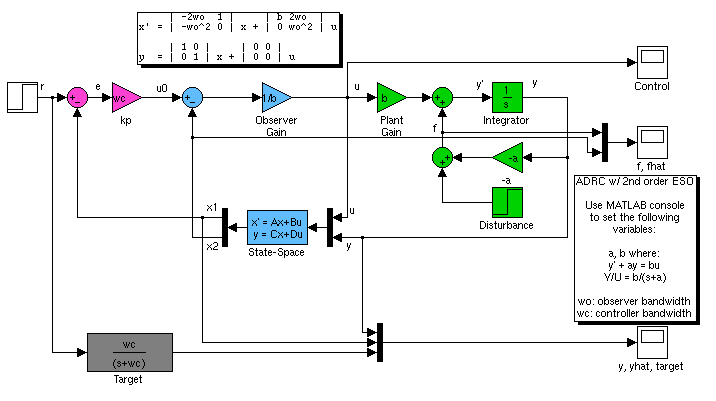 | -2wo 1 | | b 2wo |
x' = | -wo^2 0 | x + | 0 wo^2 | u
| 1 0 | | 0 0 |
y = | 0 1 | x + | 0 0 | u
Control
r
e
wc
kp
u0
1/b
Observer
Gain
u
b
Plant
Gain
y'
1
s
Integrator
y
f
f, fhat
-a
-a
Disturbance
x1
x2
x' = Ax+Bu
y = Cx+Du
State-Space
u
y
ADRC w/ 2nd order ESO
Use MATLAB console
to set the following
variables:
a, b where:
y' + ay = bu
Y/U = b/(s+a)
wo: observer bandwidth
wc: controller bandwidth
wc
(s+wc)
Target
y, yhat, target